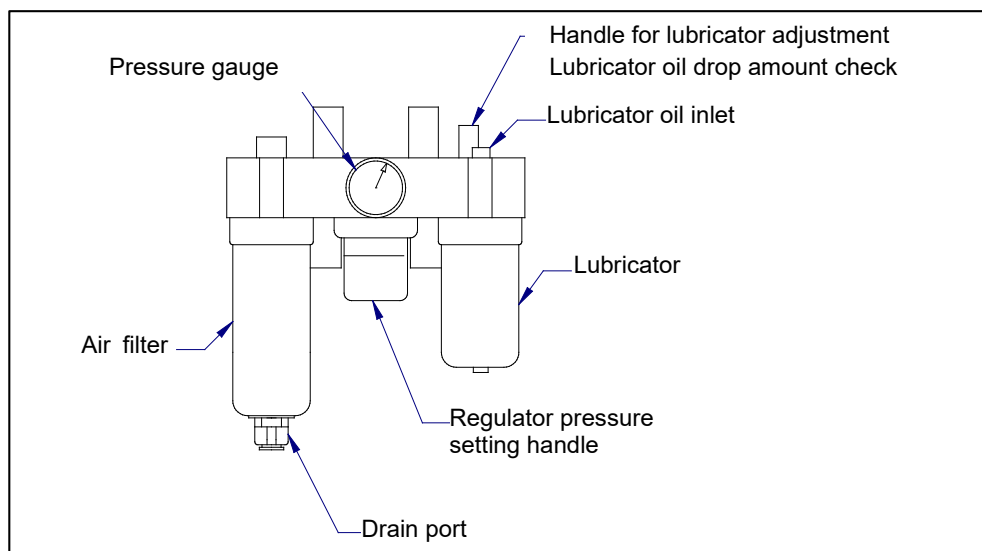 Handle for lubricator adjustment
Lubricator oil drop amount check
Pressure gauge
Lubricator oil inlet
Lubricator
Air filter
Regulator pressure
setting handle
Drain port